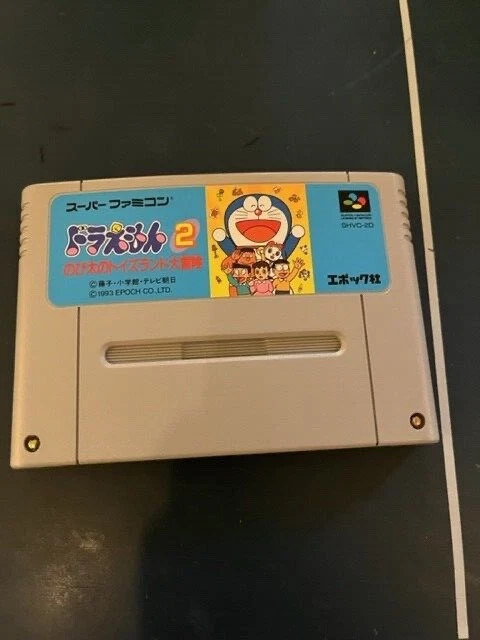 スーパーファミコン
ドラえもん2
のび太のトイズランド大冒険
©藤子・小学館・テレビ朝日
©1993 EPOCH CO.,LTD.
SHVC-2D
エポック社